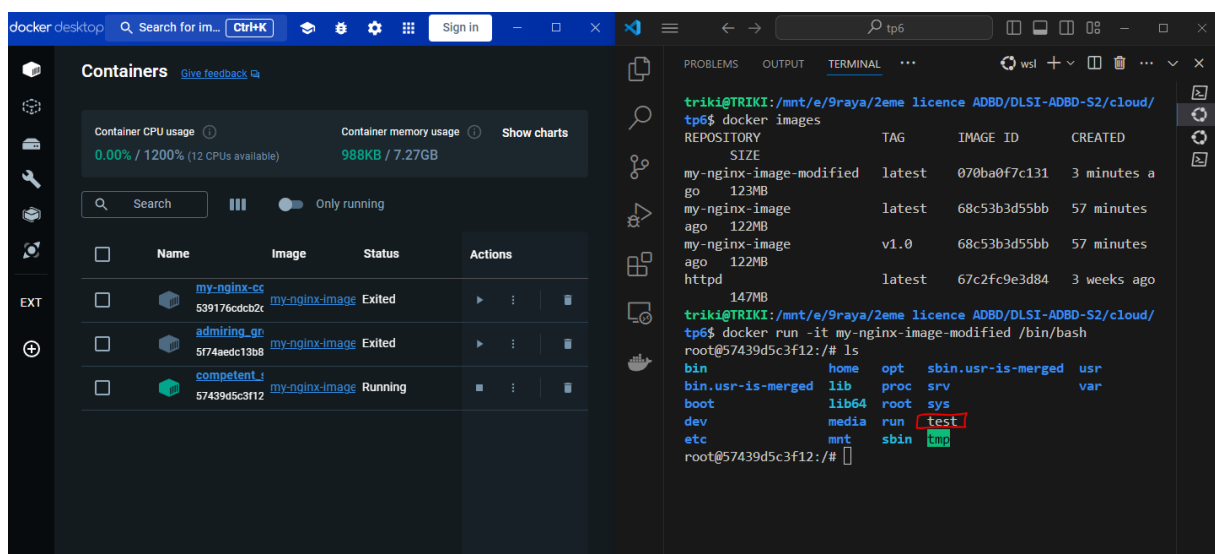 docker desktop Search for im... Ctrl+K Sign in
Containers Give feedback
Container CPU usage Container memory usage Show charts
0.00% / 1200% (12 CPUs available) 988KB / 7.27GB
Search Only running
Name Image Status Actions
my-nginx-cc my-nginx-image Exited
539176cdcb2c
admiring_gr my-nginx-image Exited
5f74aedc13b8
competent_s my-nginx-image Running
57439d5c3f12
EXT
tp6
PROBLEMS OUTPUT TERMINAL ... wsl
triki@TRIKI:/mnt/e/9raya/2eme licence ADBD/DLSI-ADBD-S2/cloud/
tp6$ docker images
REPOSITORY TAG IMAGE ID CREATED
SIZE
my-nginx-image-modified latest 070ba0f7c131 3 minutes a
go 123MB
my-nginx-image latest 68c53b3d55bb 57 minutes
ago 122MB
my-nginx-image v1.0 68c53b3d55bb 57 minutes
ago 122MB
httpd latest 67c2fc9e3d84 3 weeks ago
147MB
triki@TRIKI:/mnt/e/9raya/2eme licence ADBD/DLSI-ADBD-S2/cloud/
tp6$ docker run -it my-nginx-image-modified /bin/bash
root@57439d5c3f12:/# ls
bin home opt sbin.usr-is-merged usr
bin.usr-is-merged lib proc srv var
boot lib64 root sys
dev media run test
etc mnt sbin tmp
root@57439d5c3f12:/#